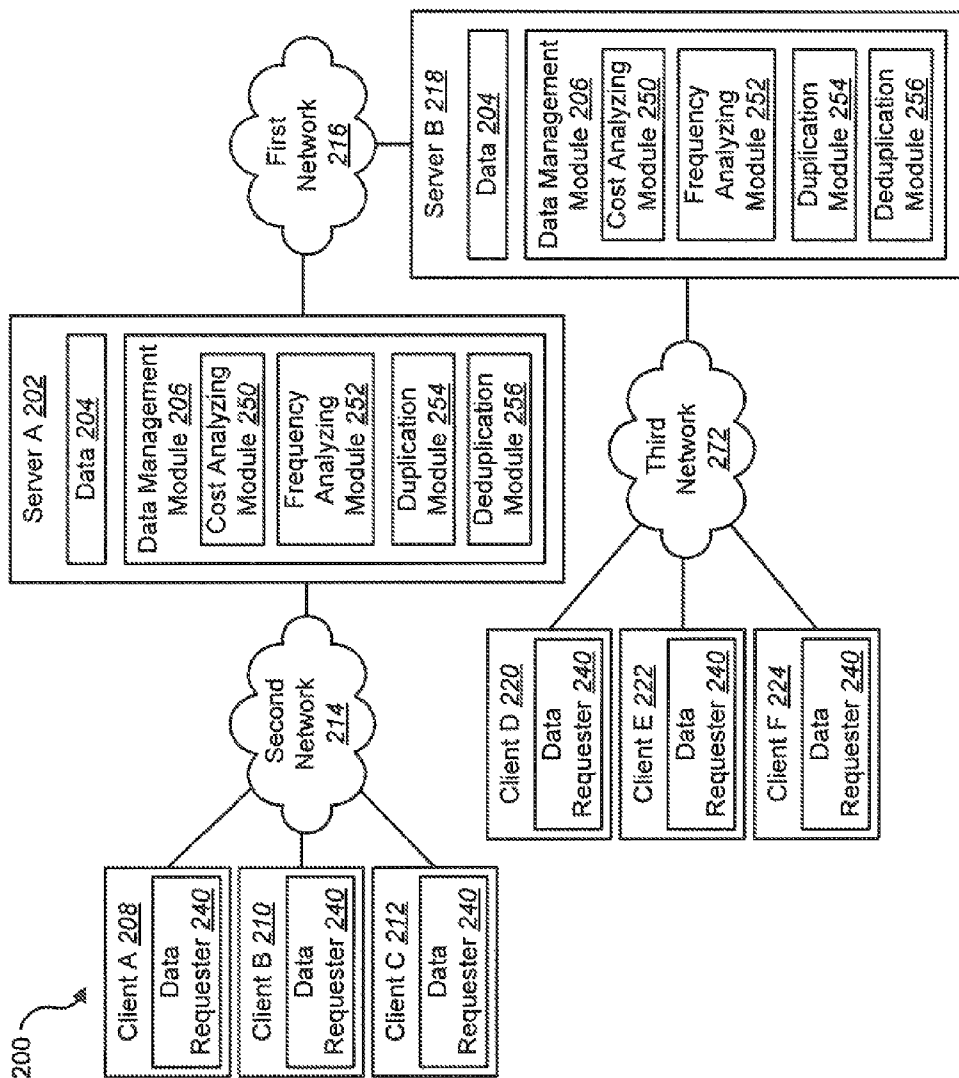 200
Client A 208
Data
Requester 240
Client B 210
Data
Requester 240
Client C 212
Data
Requester 240
Second
Network
214
Server A 202
Data 204
Data Management
Module 206
Cost Analyzing
Module 250
Frequency
Analyzing
Module 252
Duplication
Module 254
Deduplication
Module 256
First
Network
216
Client D 220
Data
Requester 240
Client E 222
Data
Requester 240
Client F 224
Data
Requester 240
Third
Network
272
Server B 218
Data 204
Data Management
Module 206
Cost Analyzing
Module 250
Frequency
Analyzing
Module 252
Duplication
Module 254
Deduplication
Module 256